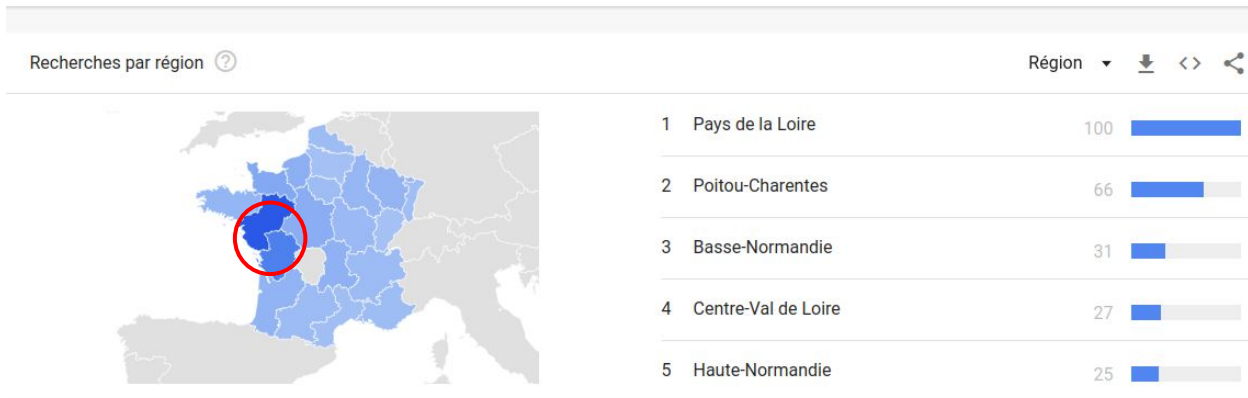 Recherches par région ?
Région
1 Pays de la Loire 100
2 Poitou-Charentes 66
3 Basse-Normandie 31
4 Centre-Val de Loire 27
5 Haute-Normandie 25